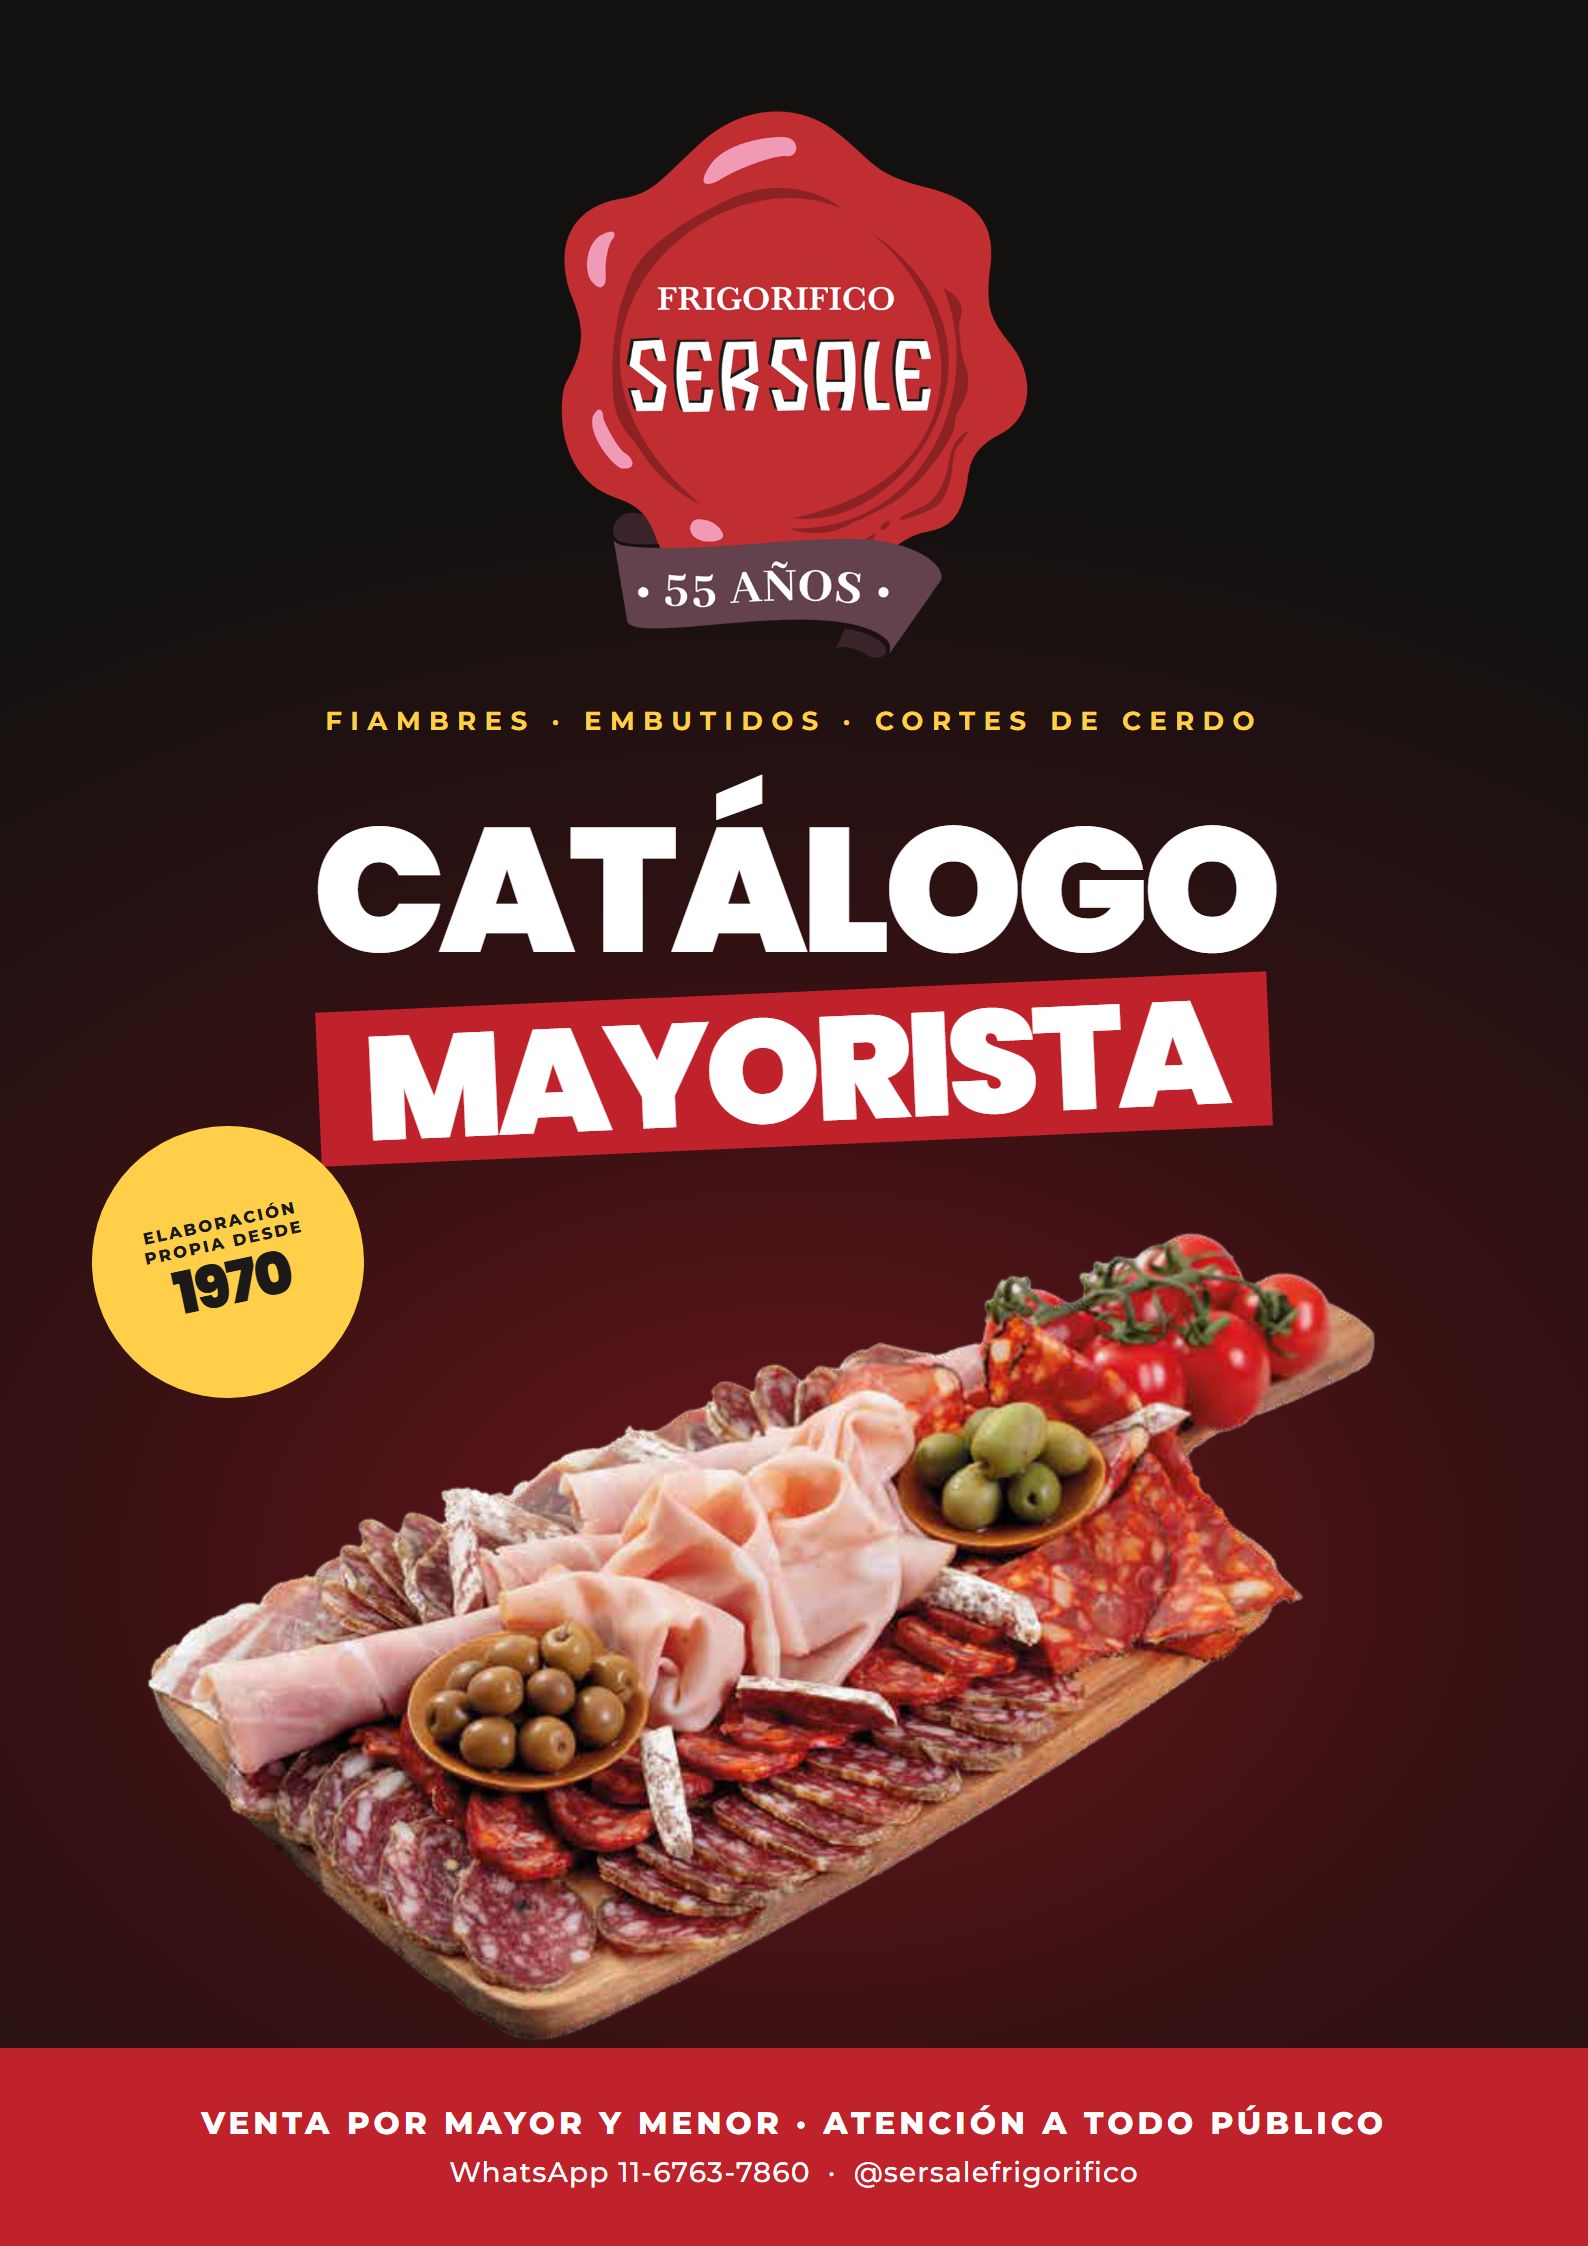 FRIGORIFICO
SERSALE
• 55 AÑOS •
FIAMBRES · EMBUTIDOS · CORTES DE CERDO
CATÁLOGO
MAYORISTA
ELABORACIÓN
PROPIA DESDE
1970
VENTA POR MAYOR Y MENOR · ATENCIÓN A TODO PÚBLICO
WhatsApp 11-6763-7860 · @sersalefrigorifico